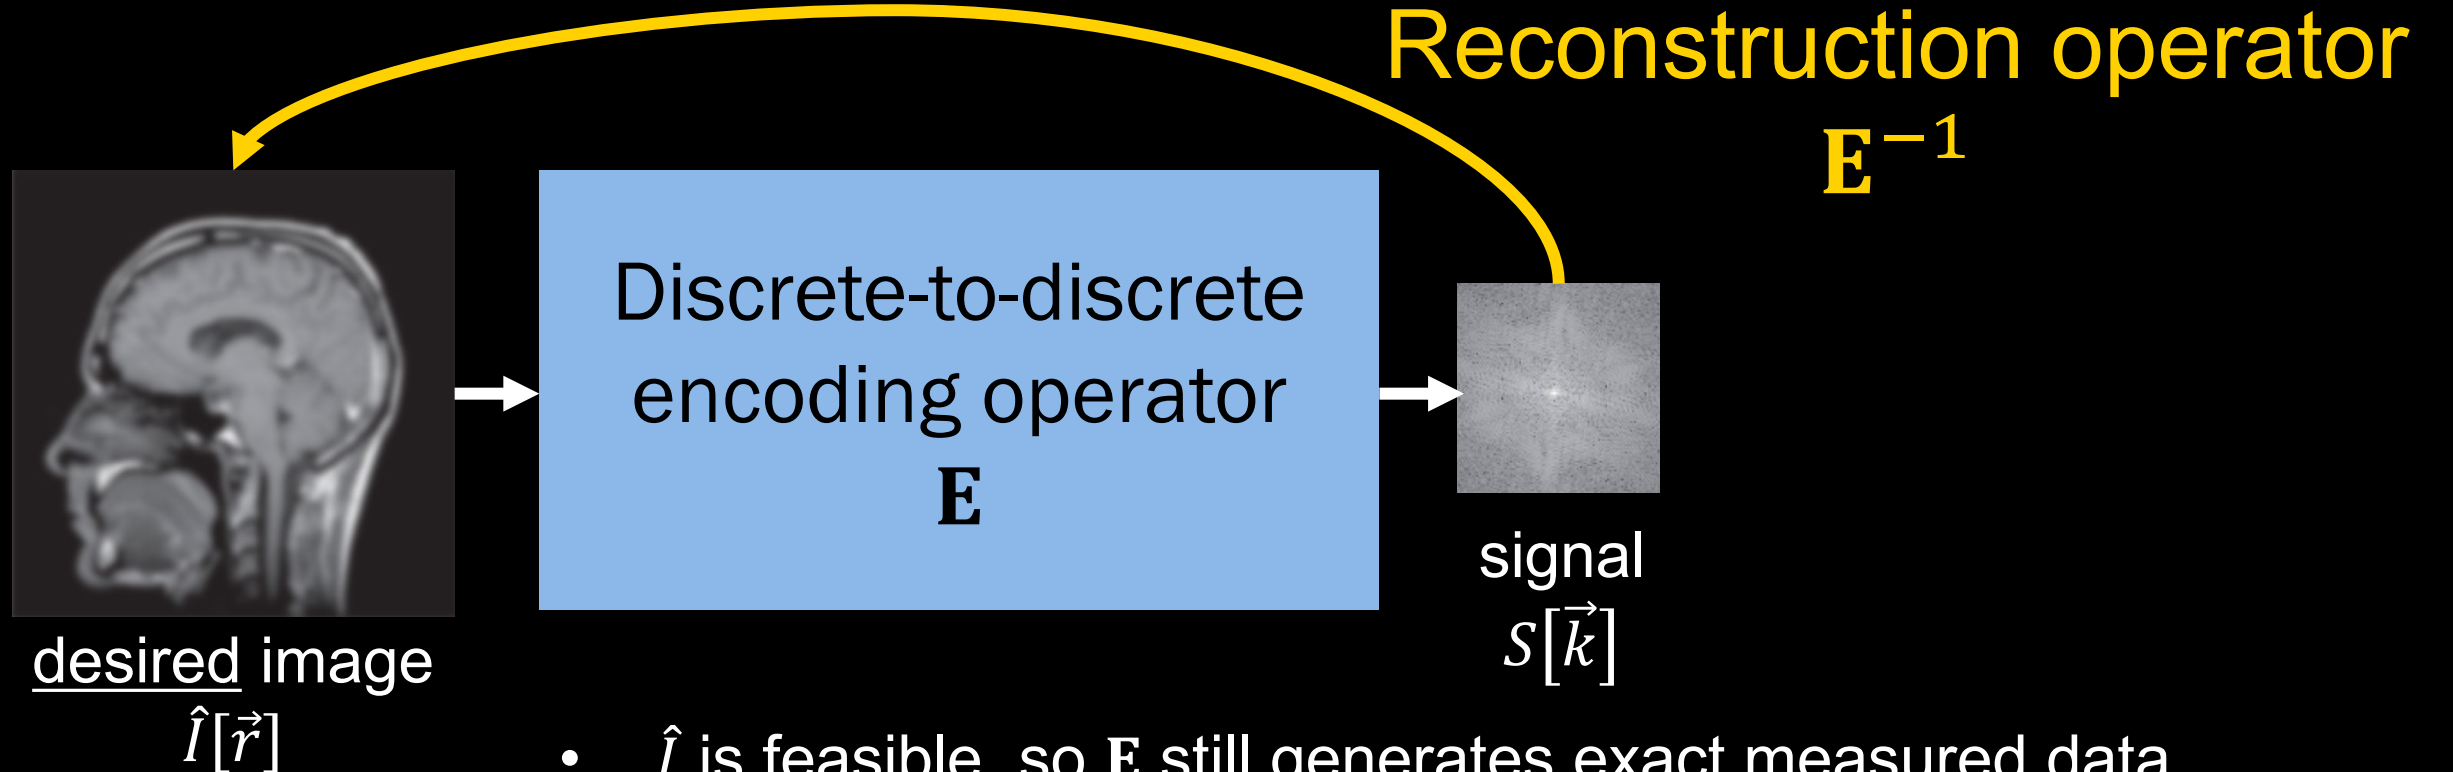 Reconstruction operator
𝐄⁻¹
Discrete-to-discrete
encoding operator
𝐄
signal
S[k⃗]
desired image
Î[r⃗]
• Î is feasible, so 𝐄 still generates exact measured data